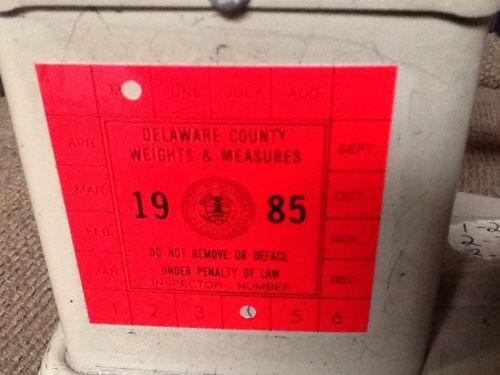 M JUNE JULY AUG.
APR. SEPT.
MAR. OCT.
FEB. NOV.
JAN. DEC.
DELAWARE COUNTY
WEIGHTS & MEASURES
19 85
DO NOT REMOVE OR DEFACE
UNDER PENALTY OF LAW
INSPECTOR NUMBER
1 2 3 5 6